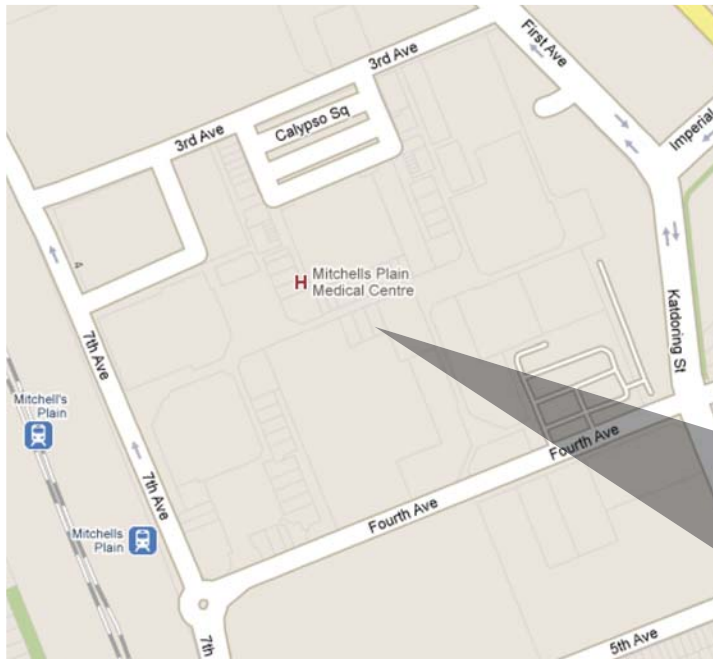 First Ave
3rd Ave
Calypso Sq
3rd Ave
Imperial
H Mitchells Plain
Medical Centre
7th Ave
Katdoring St
Mitchell's
Plain
Fourth Ave
7th Ave
Fourth Ave
Mitchells
Plain
7th
5th Ave